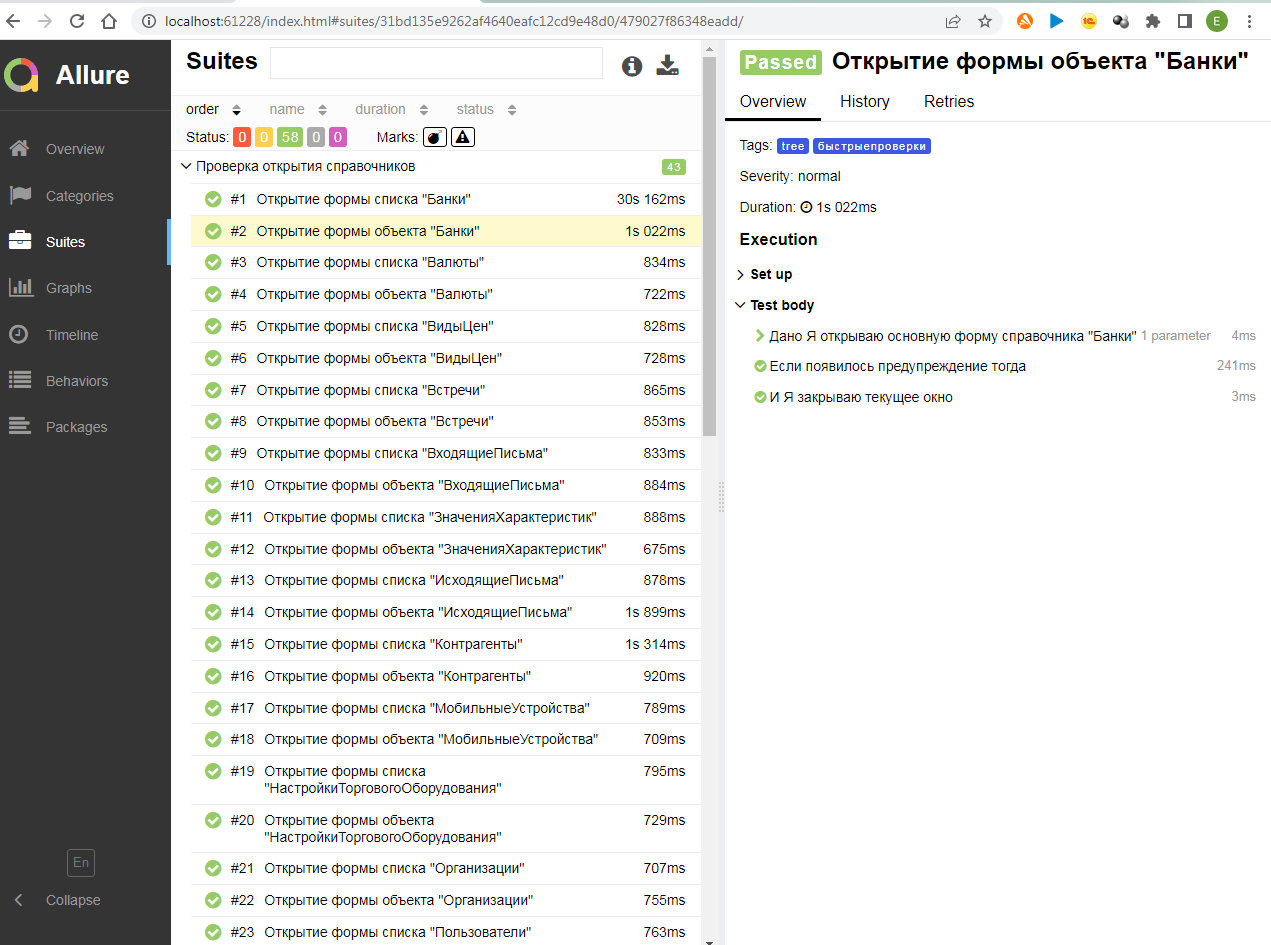 localhost:61228/index.html#suites/31bd135e9262af4640eafc12cd9e48d0/479027f86348eadd/
E
Allure
Overview
Categories
Suites
Graphs
Timeline
Behaviors
Packages
En
Collapse
Suites
order name duration status
Status: 0 0 58 0 0 Marks:
Проверка открытия справочников 43
#1 Открытие формы списка "Банки" 30s 162ms
#2 Открытие формы объекта "Банки" 1s 022ms
#3 Открытие формы списка "Валюты" 834ms
#4 Открытие формы объекта "Валюты" 722ms
#5 Открытие формы списка "ВидыЦен" 828ms
#6 Открытие формы объекта "ВидыЦен" 728ms
#7 Открытие формы списка "Встречи" 865ms
#8 Открытие формы объекта "Встречи" 853ms
#9 Открытие формы списка "ВходящиеПисьма" 833ms
#10 Открытие формы объекта "ВходящиеПисьма" 884ms
#11 Открытие формы списка "ЗначенияХарактеристик" 888ms
#12 Открытие формы объекта "ЗначенияХарактеристик" 675ms
#13 Открытие формы списка "ИсходящиеПисьма" 878ms
#14 Открытие формы объекта "ИсходящиеПисьма" 1s 899ms
#15 Открытие формы списка "Контрагенты" 1s 314ms
#16 Открытие формы объекта "Контрагенты" 920ms
#17 Открытие формы списка "МобильныеУстройства" 789ms
#18 Открытие формы объекта "МобильныеУстройства" 709ms
#19 Открытие формы списка 795ms
"НастройкиТорговогоОборудования"
#20 Открытие формы объекта 729ms
"НастройкиТорговогоОборудования"
#21 Открытие формы списка "Организации" 707ms
#22 Открытие формы объекта "Организации" 755ms
#23 Открытие формы списка "Пользователи" 763ms
Passed Открытие формы объекта "Банки"
Overview History Retries
Tags: tree быстрыепроверки
Severity: normal
Duration: 1s 022ms
Execution
Set up
Test body
Дано Я открываю основную форму справочника "Банки" 1 parameter 4ms
Если появилось предупреждение тогда 241ms
И Я закрываю текущее окно 3ms